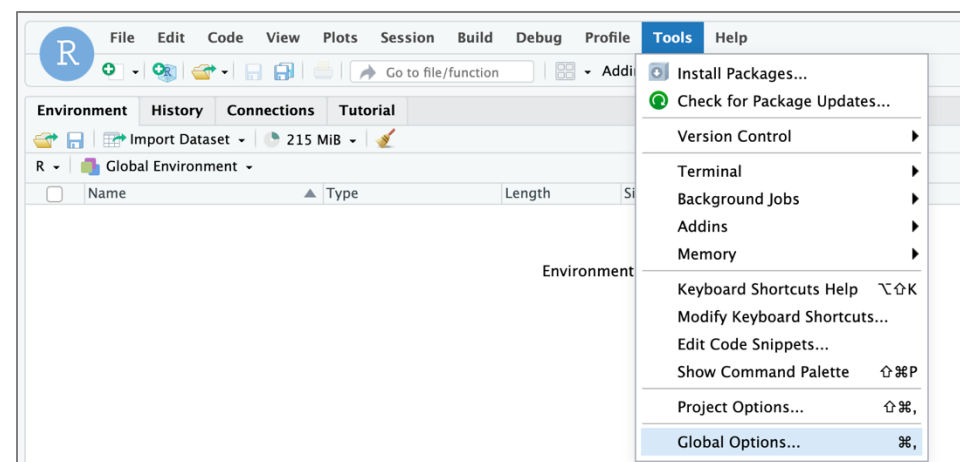 R
File Edit Code View Plots Session Build Debug Profile Tools Help
R Go to file/function Addi
Install Packages...
Check for Package Updates...
Environment History Connections Tutorial
Version Control
Import Dataset 215 MiB
R Global Environment
Terminal
Name Type Length Si
Background Jobs
Addins
Memory
Environment
Keyboard Shortcuts Help ⌥⇧K
Modify Keyboard Shortcuts...
Edit Code Snippets...
Show Command Palette ⇧⌘P
Project Options... ⇧⌘,
Global Options... ⌘,